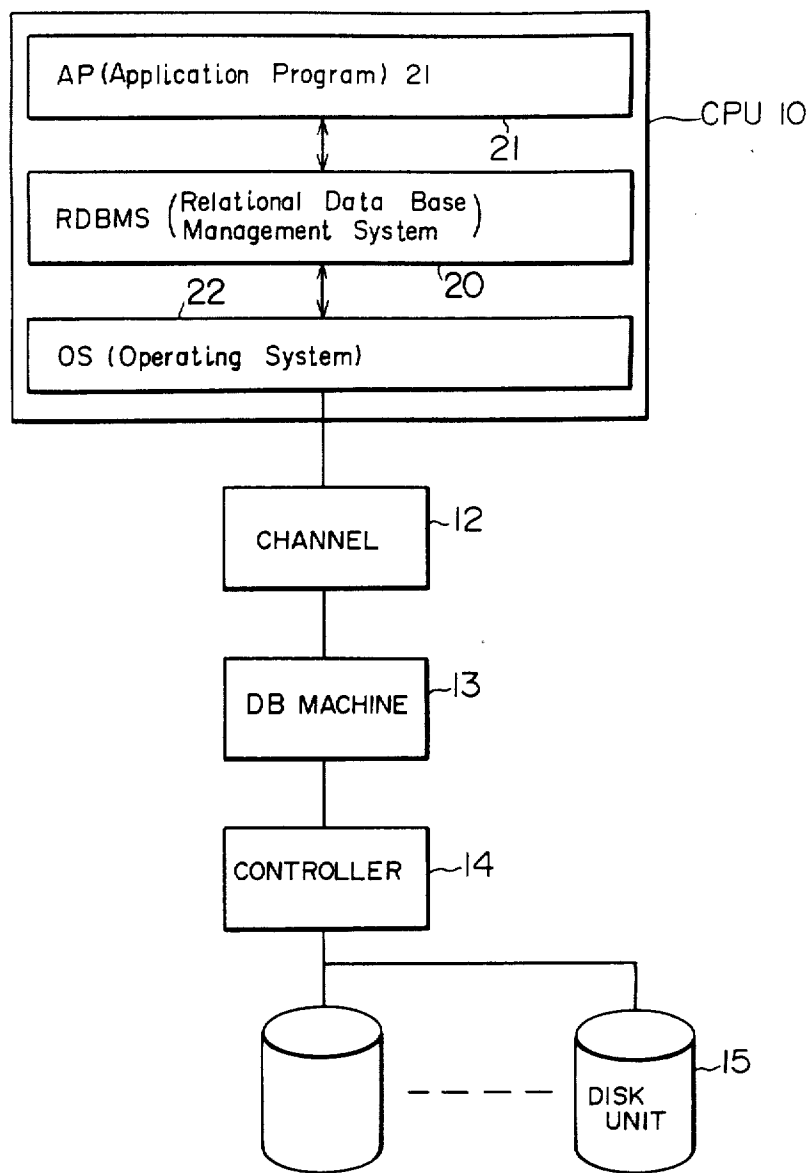 AP (Application Program) 21
CPU 10
21
RDBMS (Relational Data Base
Management System)
22
20
OS (Operating System)
CHANNEL
12
DB MACHINE
13
CONTROLLER
14
DISK
UNIT
15